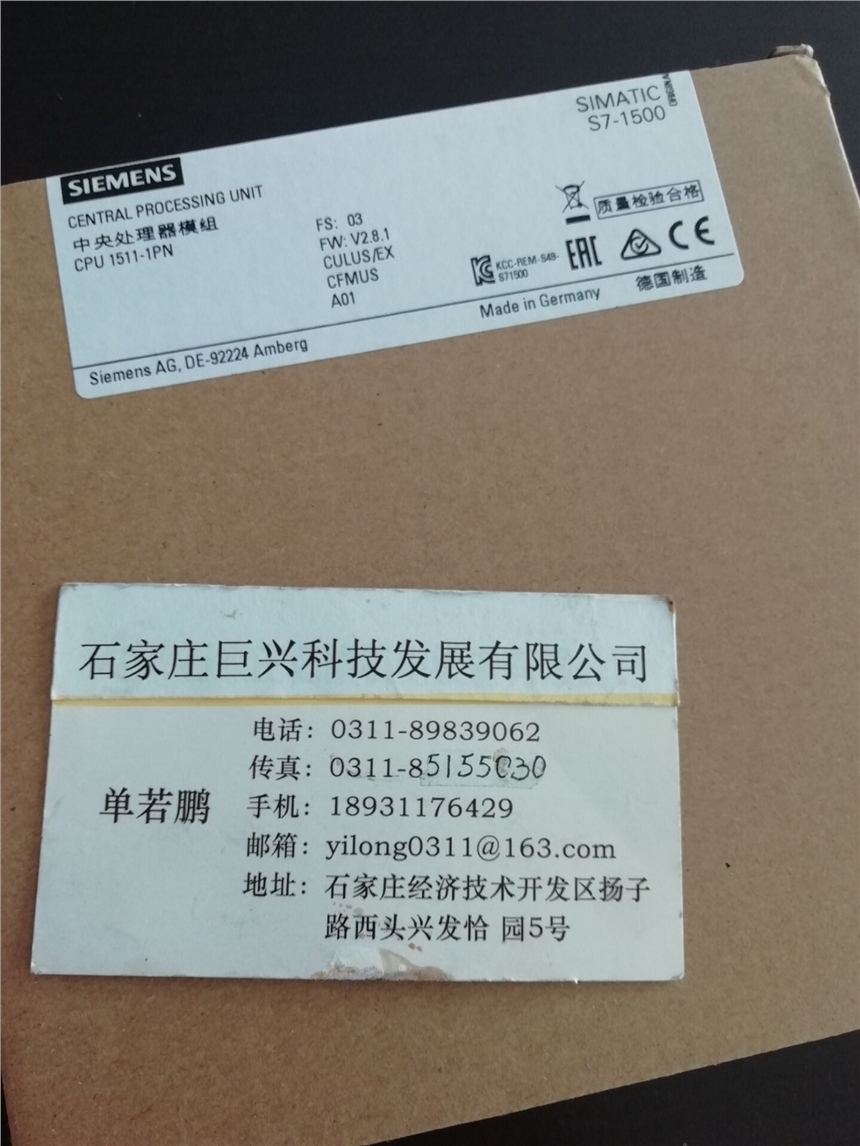 SIMATIC
S7-1500
SIEMENS
CENTRAL PROCESSING UNIT
中央处理器模组
CPU 1511-1PN
FS: 03
FW: V2.8.1
CULUS/EX
CFMUS
A01
质量检验合格
KCC-REM-S49-
S71500
EAC
CE
Made in Germany
德国制造
Siemens AG, DE-92224 Amberg
石家庄巨兴科技发展有限公司
电话: 0311-89839062
传真: 0311-85155030
单若鹏
手机: 18931176429
邮箱: yilong0311@163.com
地址: 石家庄经济技术开发区扬子
路西头兴发恰 园5号